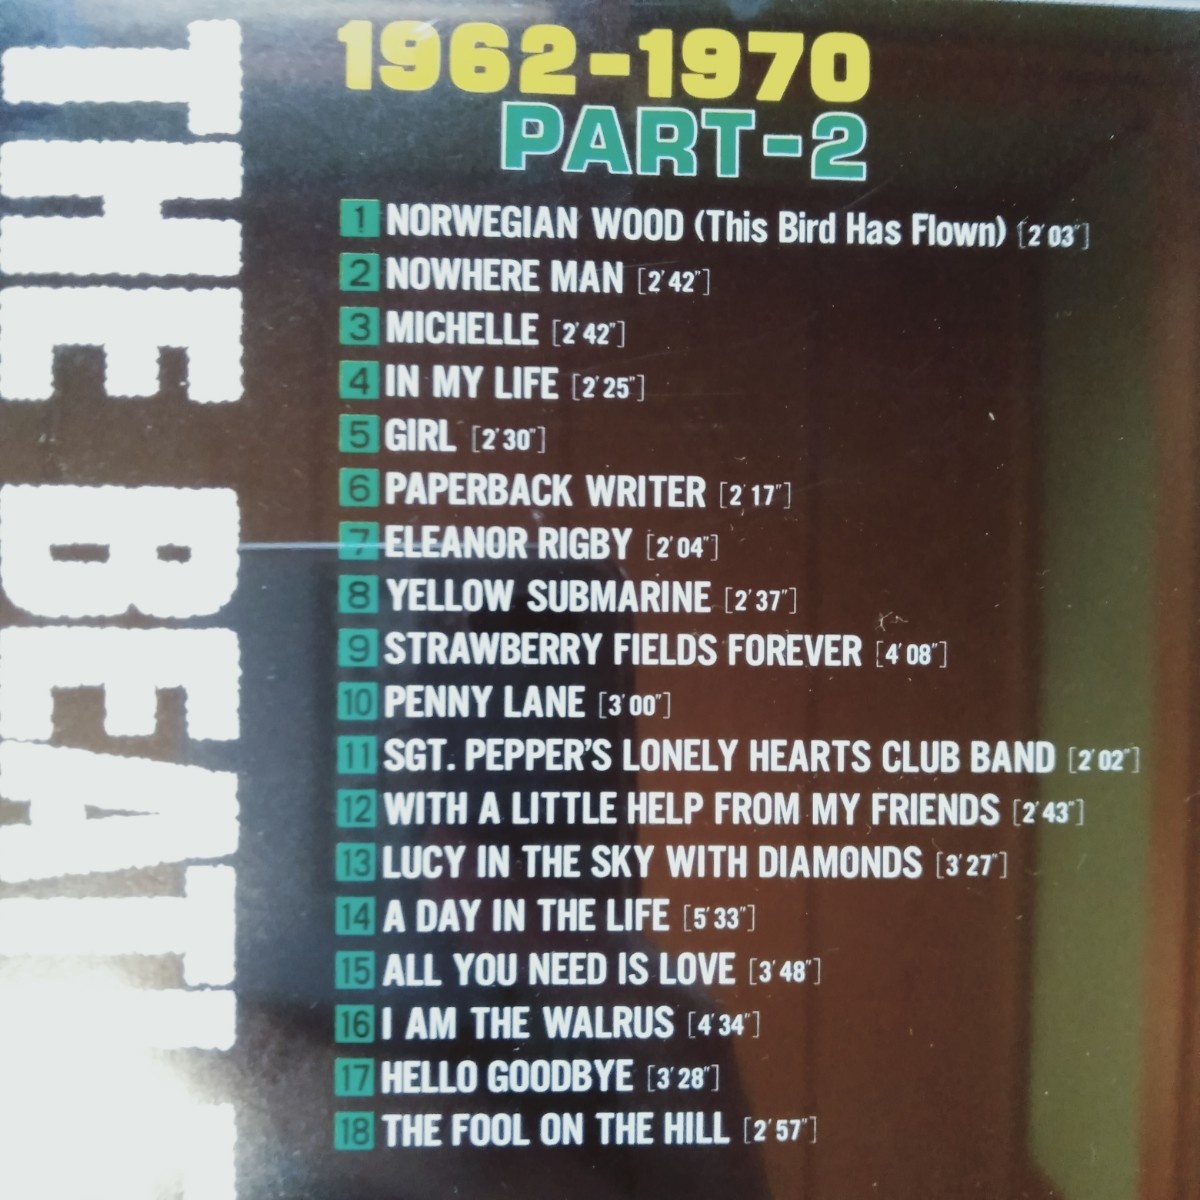 THE BEAT
1962-1970
PART-2
1 NORWEGIAN WOOD (This Bird Has Flown) [2'03"]
2 NOWHERE MAN [2'42"]
3 MICHELLE [2'42"]
4 IN MY LIFE [2'25"]
5 GIRL [2'30"]
6 PAPERBACK WRITER [2'17"]
7 ELEANOR RIGBY [2'04"]
8 YELLOW SUBMARINE [2'37"]
9 STRAWBERRY FIELDS FOREVER [4'08"]
10 PENNY LANE [3'00"]
11 SGT. PEPPER'S LONELY HEARTS CLUB BAND [2'02"]
12 WITH A LITTLE HELP FROM MY FRIENDS [2'43"]
13 LUCY IN THE SKY WITH DIAMONDS [3'27"]
14 A DAY IN THE LIFE [5'33"]
15 ALL YOU NEED IS LOVE [3'48"]
16 I AM THE WALRUS [4'34"]
17 HELLO GOODBYE [3'28"]
18 THE FOOL ON THE HILL [2'57"]